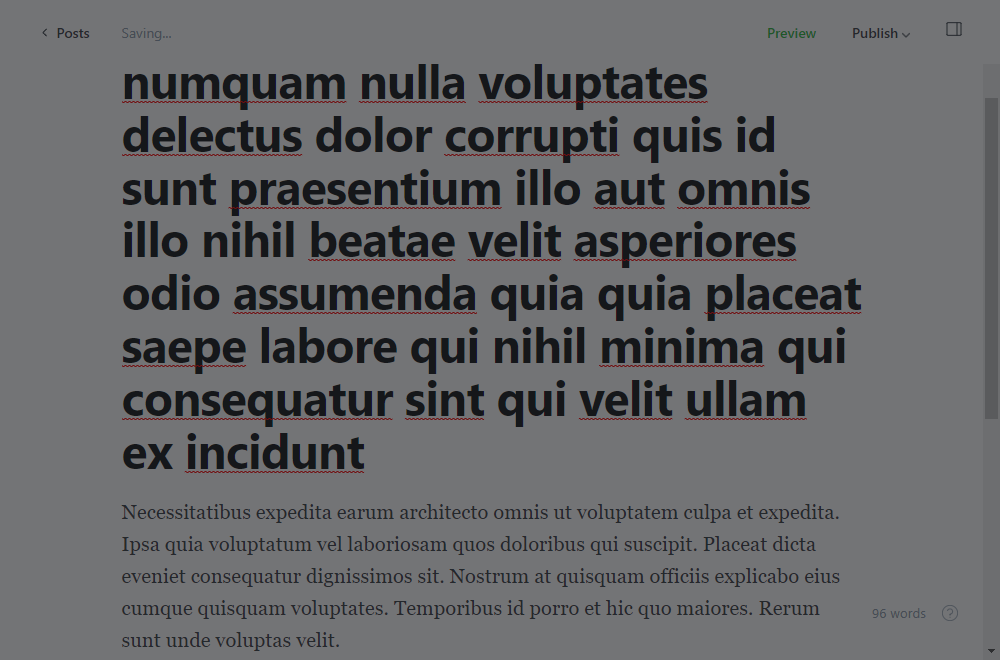 Posts
Saving...
Preview
Publish
numquam nulla voluptates
delectus dolor corrupti quis id
sunt praesentium illo aut omnis
illo nihil beatae velit asperiores
odio assumenda quia quia placeat
saepe labore qui nihil minima qui
consequatur sint qui velit ullam
ex incidunt
Necessitatibus expedita earum architecto omnis ut voluptatem culpa et expedita.
Ipsa quia voluptatum vel laboriosam quos doloribus qui suscipit. Placeat dicta
eveniet consequatur dignissimos sit. Nostrum at quisquam officiis explicabo eius
cumque quisquam voluptates. Temporibus id porro et hic quo maiores. Rerum
sunt unde voluptas velit.
96 words
?